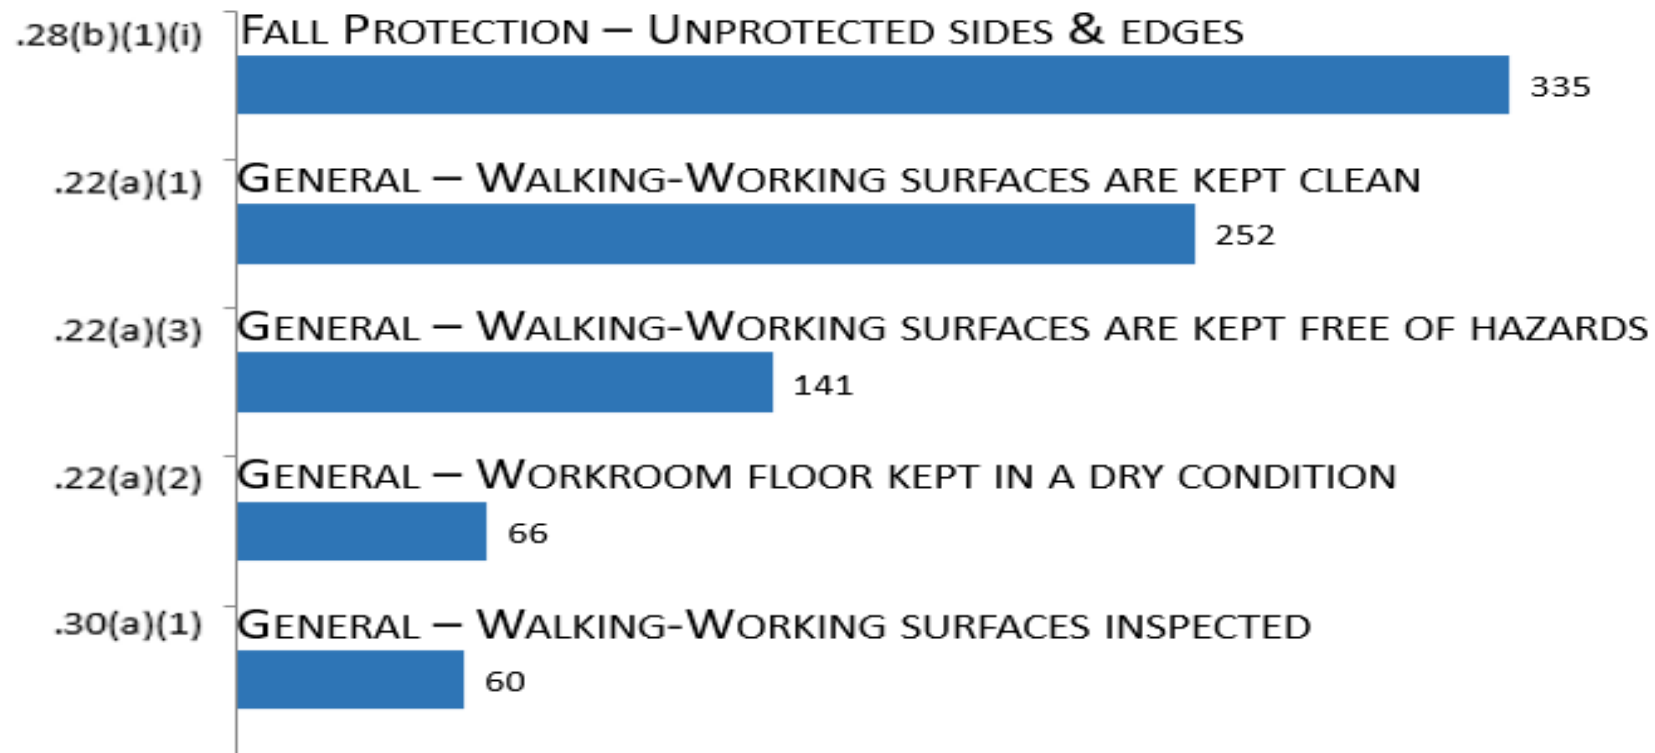 .28(b)(1)(i) FALL PROTECTION – UNPROTECTED SIDES & EDGES
335
.22(a)(1) GENERAL – WALKING-WORKING SURFACES ARE KEPT CLEAN
252
.22(a)(3) GENERAL – WALKING-WORKING SURFACES ARE KEPT FREE OF HAZARDS
141
.22(a)(2) GENERAL – WORKROOM FLOOR KEPT IN A DRY CONDITION
66
.30(a)(1) GENERAL – WALKING-WORKING SURFACES INSPECTED
60